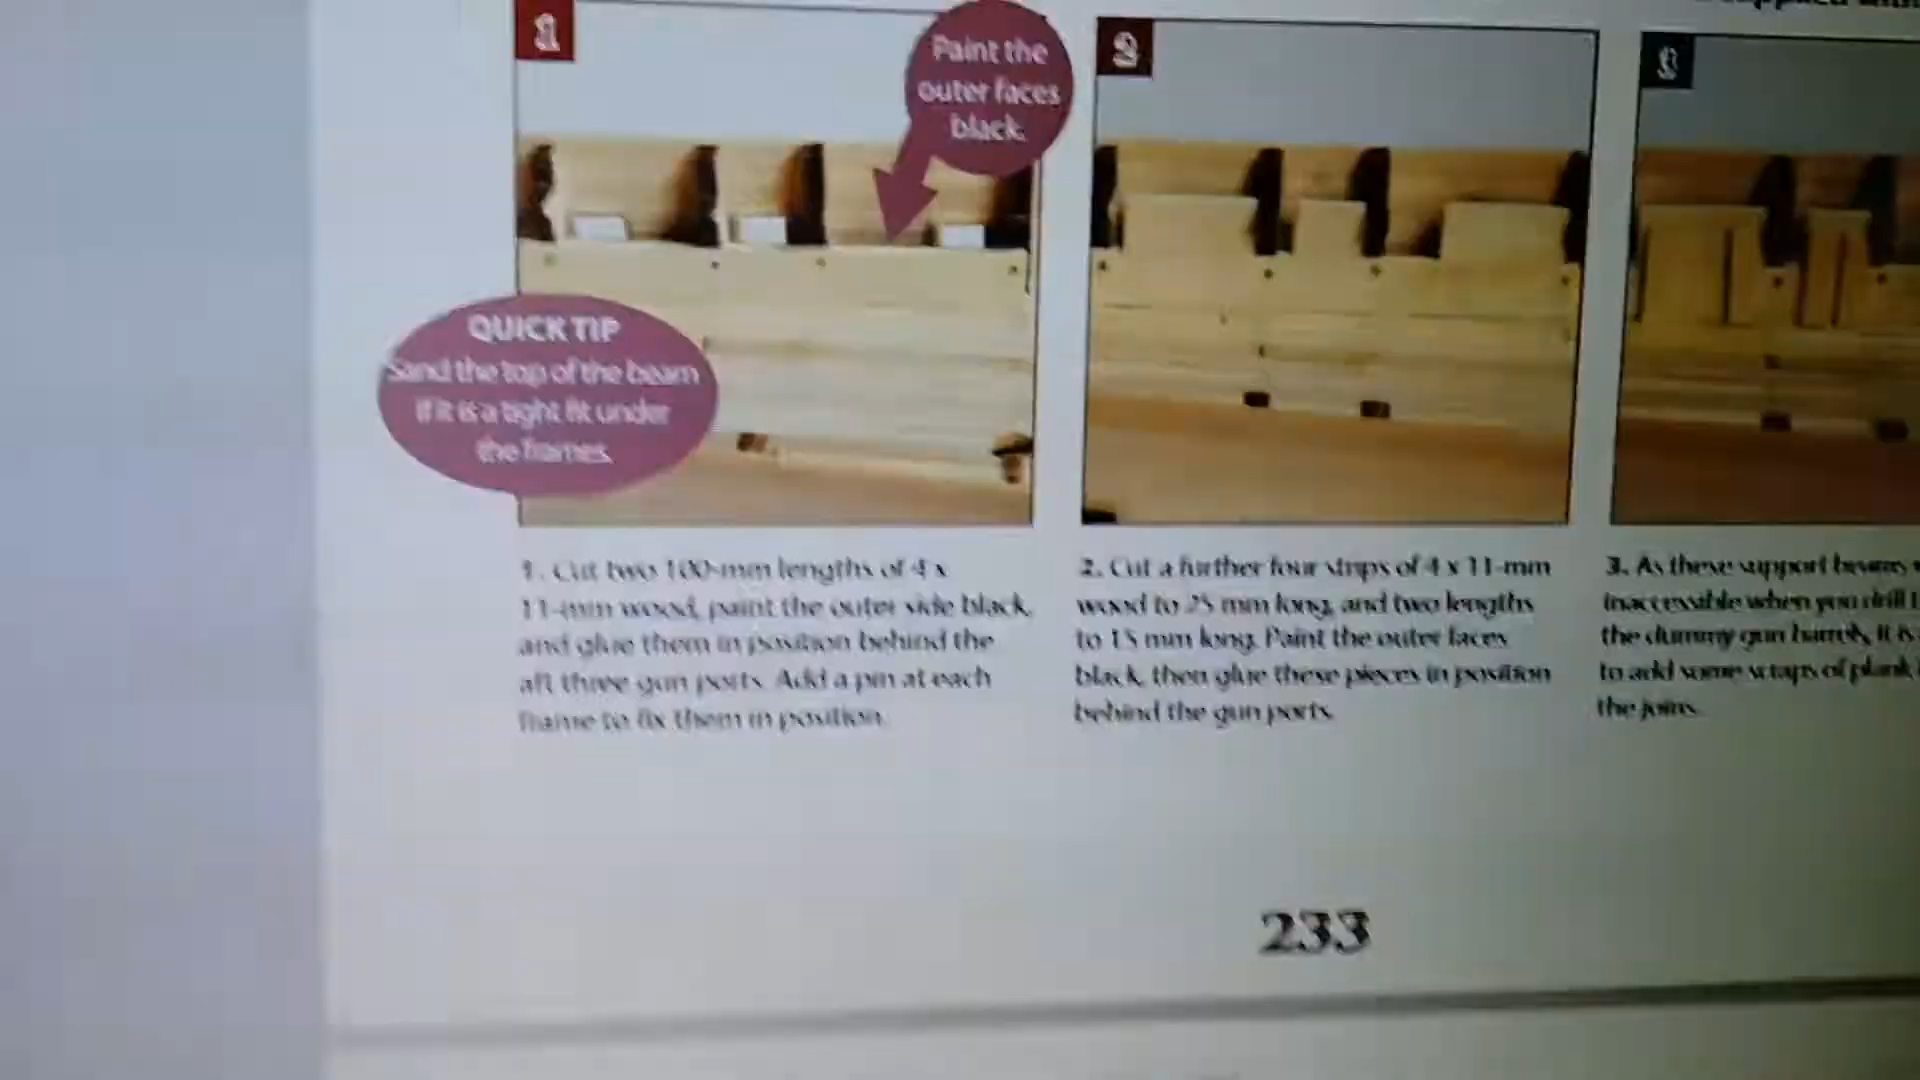 1
Paint the
outer faces
black.
QUICK TIP
Sand the top of the beam
if it is a tight fit under
the frames.
1. Cut two 100-mm lengths of 4 x
11-mm wood, paint the outer side black,
and glue them in position behind the
aft three gun ports. Add a pin at each
frame to fix them in position.
2
2. Cut a further four strips of 4 x 11-mm
wood to 25 mm long, and two lengths
to 15 mm long. Paint the outer faces
black, then glue these pieces in position
behind the gun ports.
3. As these support beams
inaccessible when you drill
the dummy gun barrels, it is
to add some scraps of plank
the joins.
233